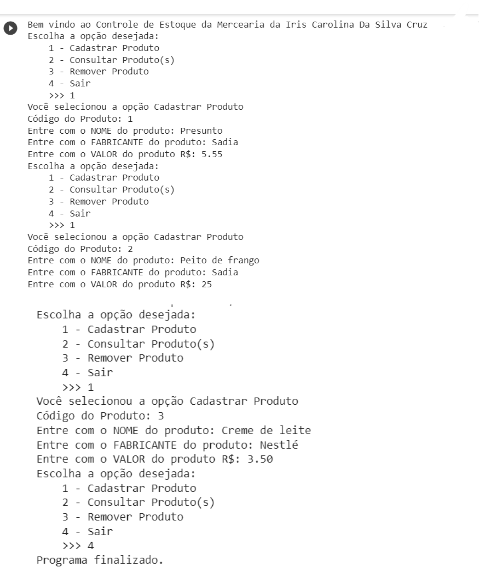 Bem vindo ao Controle de Estoque da Mercearia da Iris Carolina Da Silva Cruz
Escolha a opção desejada:
1 - Cadastrar Produto
2 - Consultar Produto(s)
3 - Remover Produto
4 - Sair
>>> 1
Você selecionou a opção Cadastrar Produto
Código do Produto: 1
Entre com o NOME do produto: Presunto
Entre com o FABRICANTE do produto: Sadia
Entre com o VALOR do produto R$: 5.55
Escolha a opção desejada:
1 - Cadastrar Produto
2 - Consultar Produto(s)
3 - Remover Produto
4 - Sair
>>> 1
Você selecionou a opção Cadastrar Produto
Código do Produto: 2
Entre com o NOME do produto: Peito de frango
Entre com o FABRICANTE do produto: Sadia
Entre com o VALOR do produto R$: 25
Escolha a opção desejada:
1 - Cadastrar Produto
2 - Consultar Produto(s)
3 - Remover Produto
4 - Sair
>>> 1
Você selecionou a opção Cadastrar Produto
Código do Produto: 3
Entre com o NOME do produto: Creme de leite
Entre com o FABRICANTE do produto: Nestlé
Entre com o VALOR do produto R$: 3.50
Escolha a opção desejada:
1 - Cadastrar Produto
2 - Consultar Produto(s)
3 - Remover Produto
4 - Sair
>>> 4
Programa finalizado.